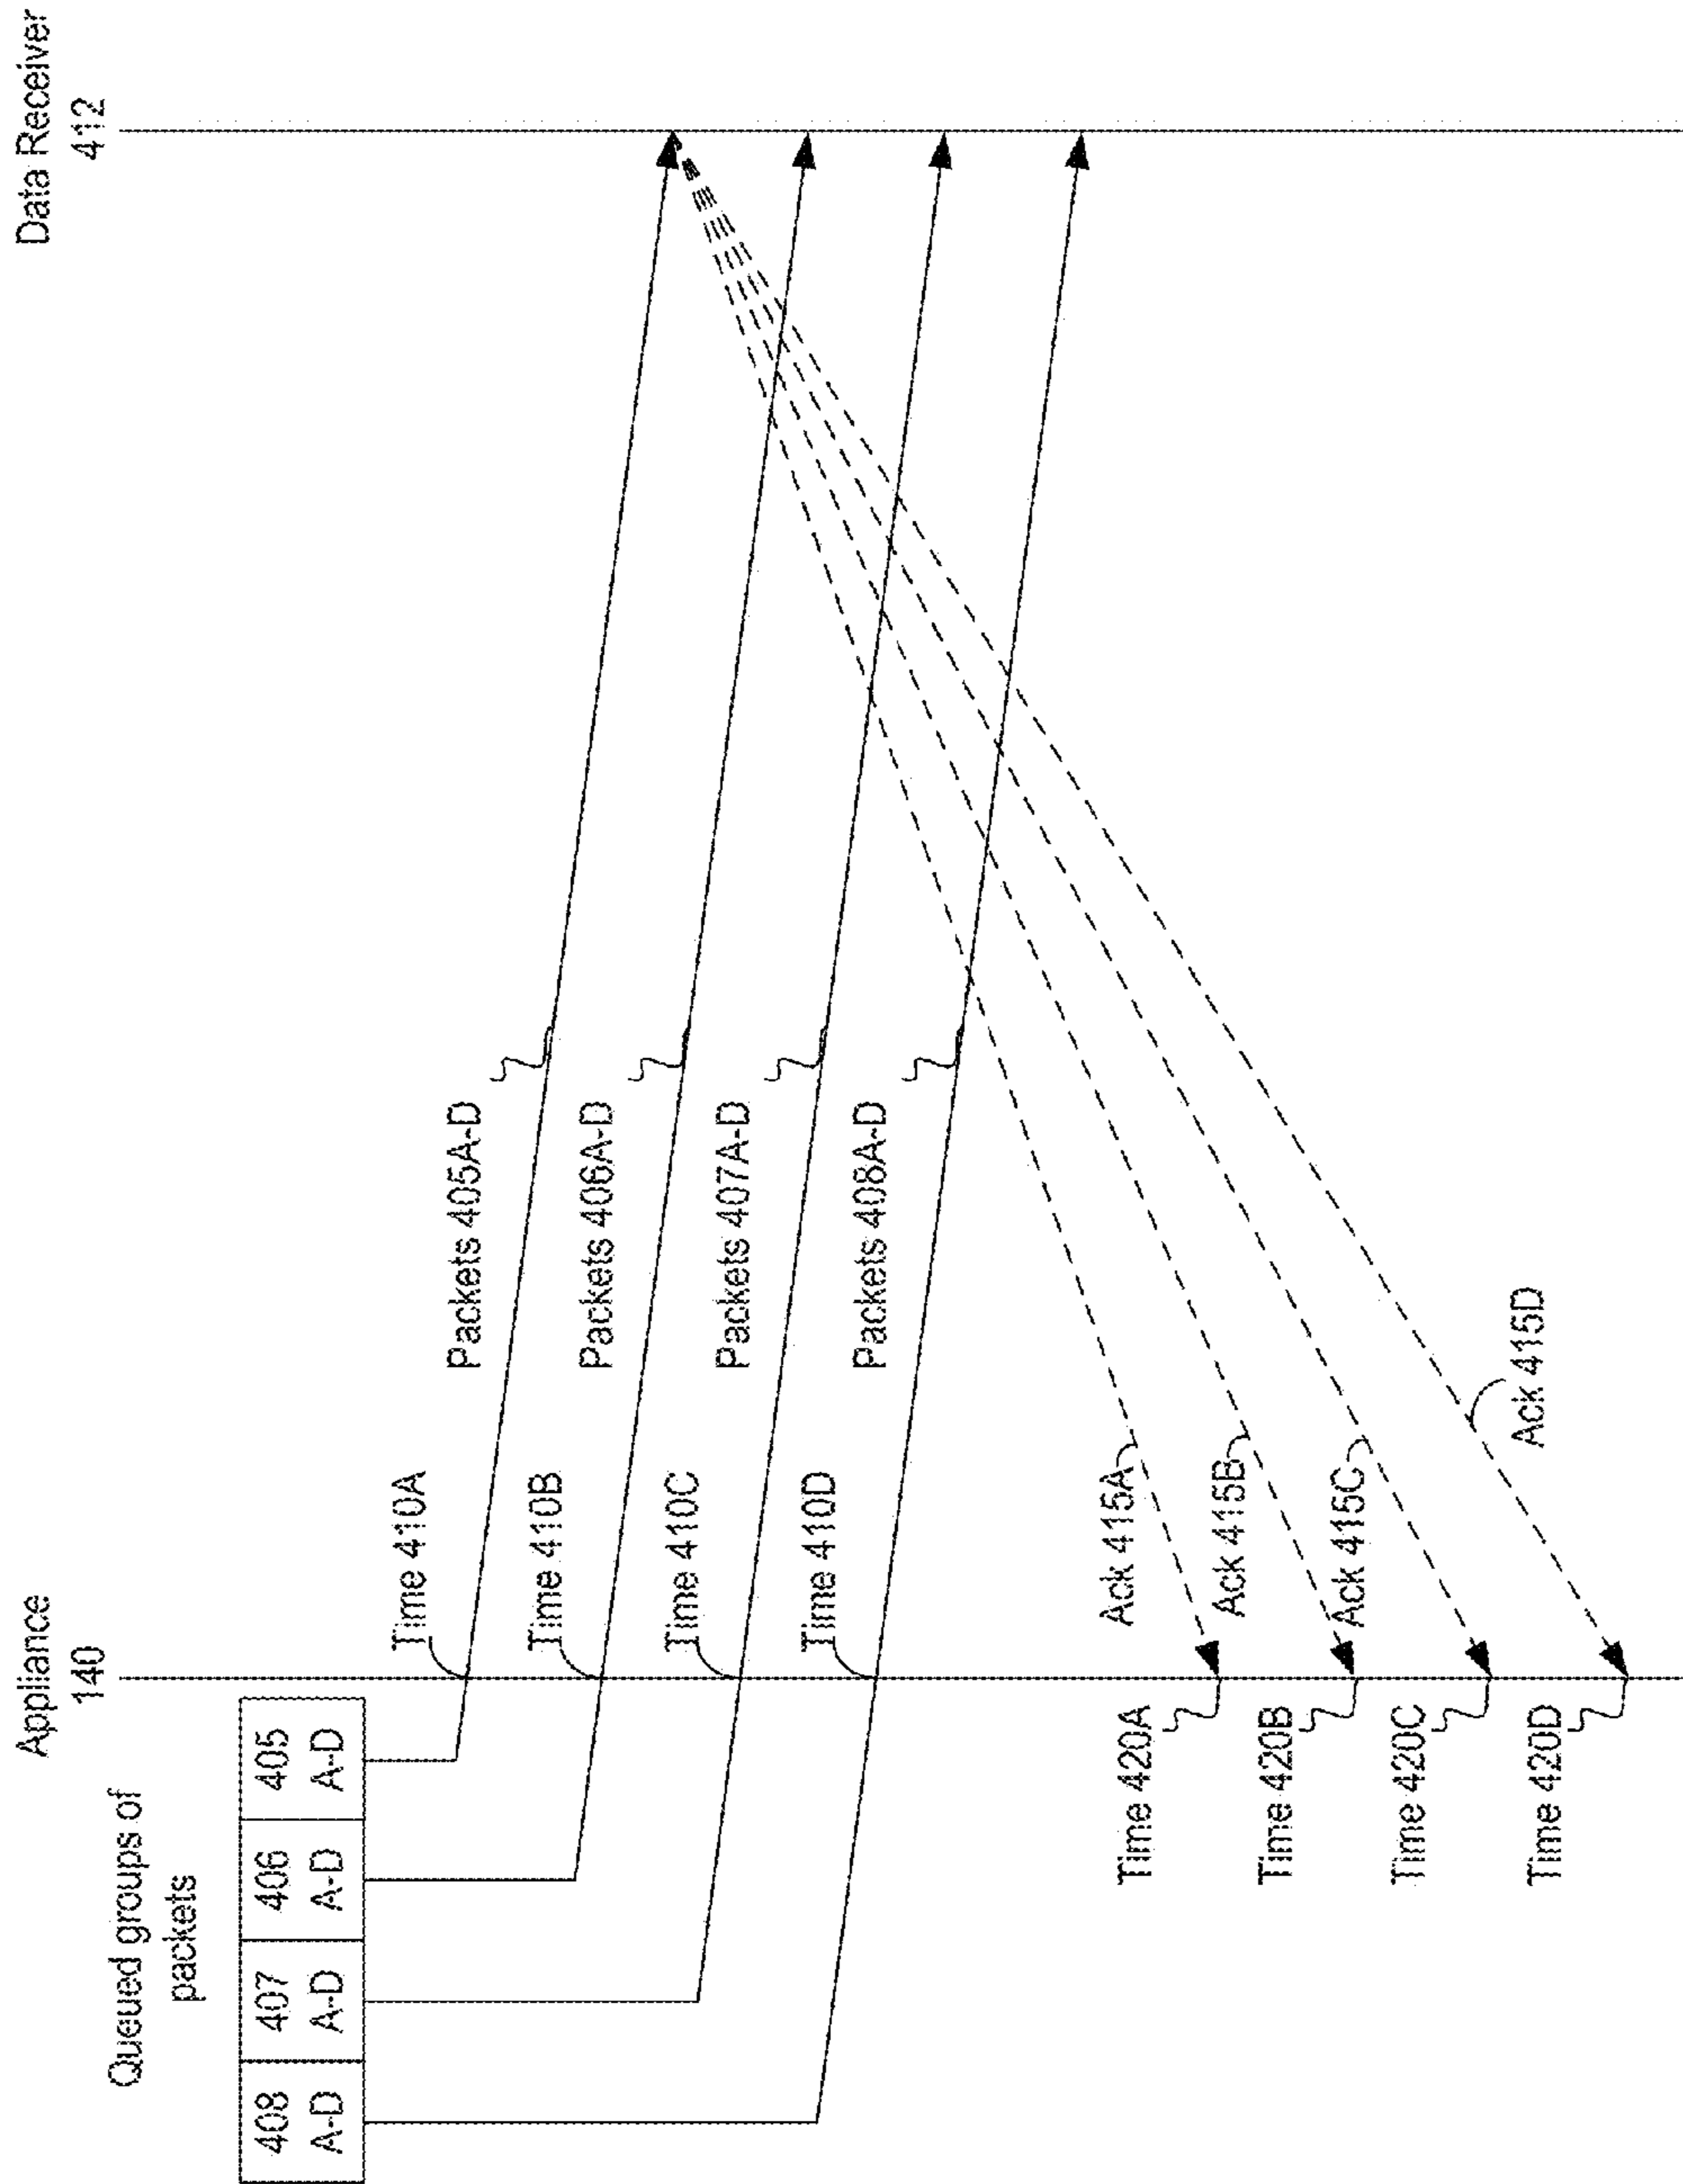 Appliance
140
Data Receiver
412
Queued groups of
packets
408 407 406 405
A-D A-D A-D A-D
Time 410A
Packets 405A-D
Time 410B
Packets 406A-D
Time 410C
Packets 407A-D
Time 410D
Packets 408A-D
Ack 415A
Time 420A
Ack 415B
Time 420B
Ack 415C
Time 420C
Ack 415D
Time 420D